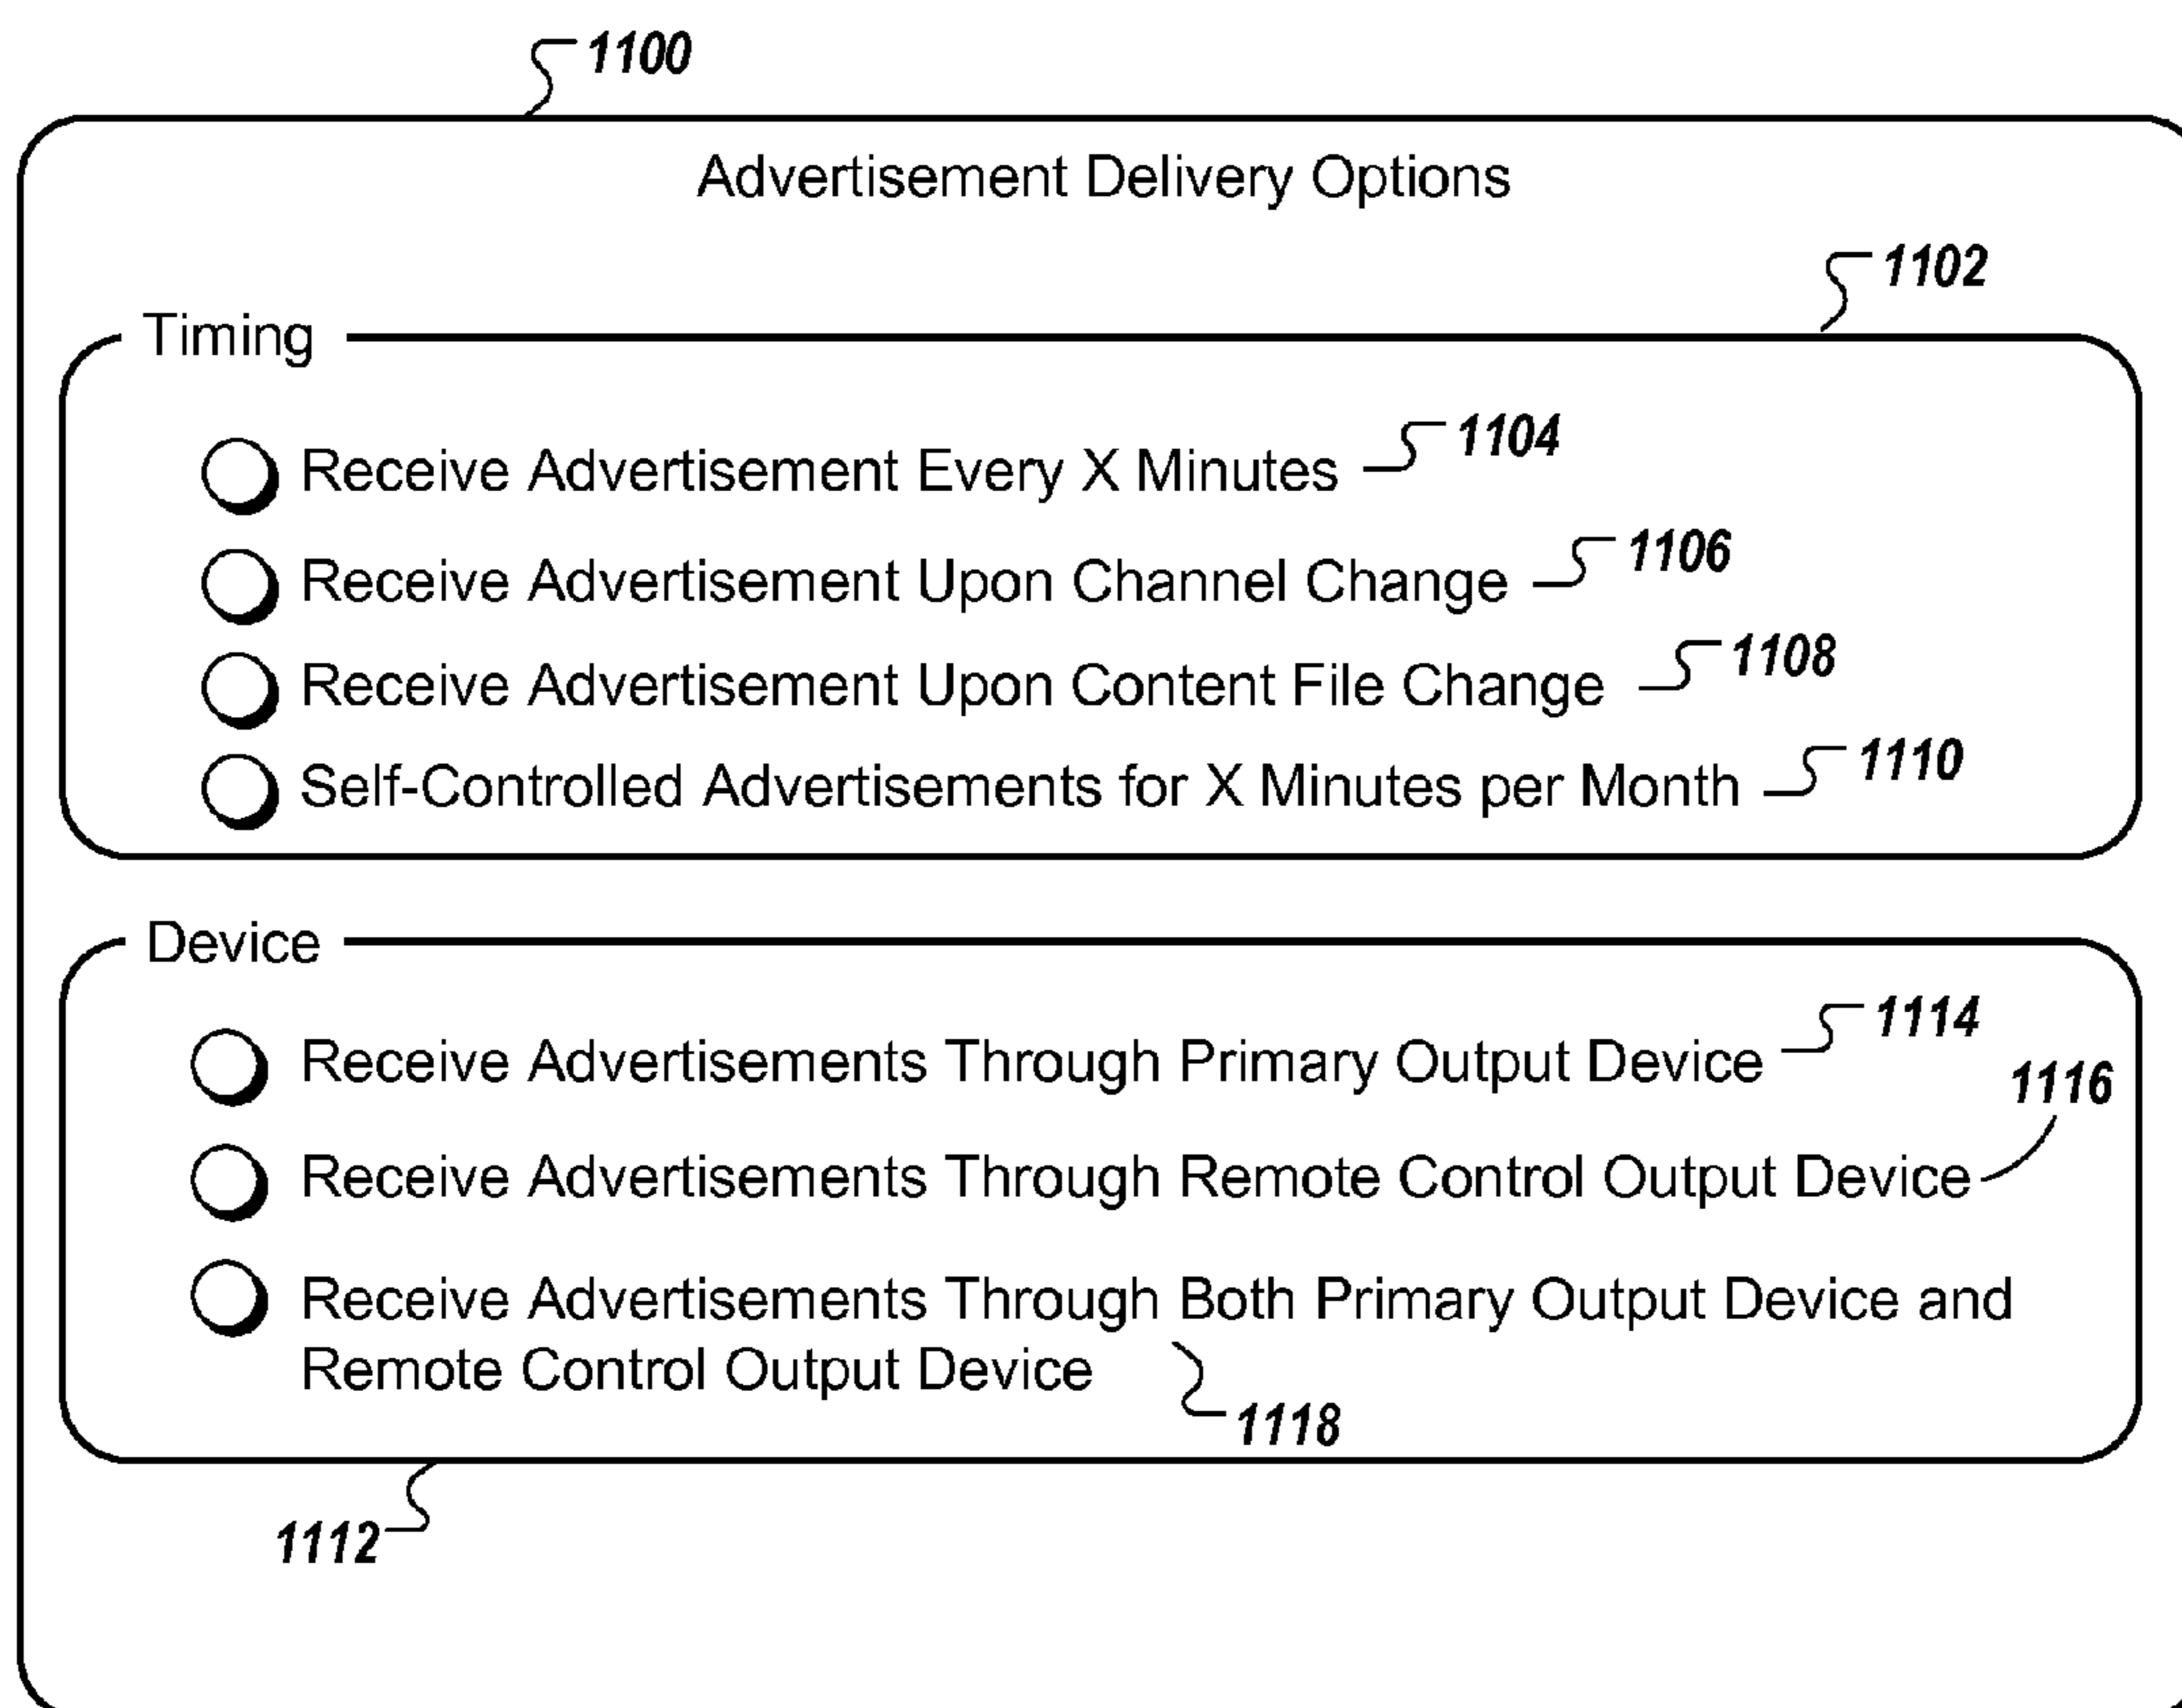 1100
Advertisement Delivery Options
1102
Timing
Receive Advertisement Every X Minutes 1104
Receive Advertisement Upon Channel Change 1106
Receive Advertisement Upon Content File Change 1108
Self-Controlled Advertisements for X Minutes per Month 1110
Device
Receive Advertisements Through Primary Output Device 1114
1116
Receive Advertisements Through Remote Control Output Device
Receive Advertisements Through Both Primary Output Device and
Remote Control Output Device
1118
1112